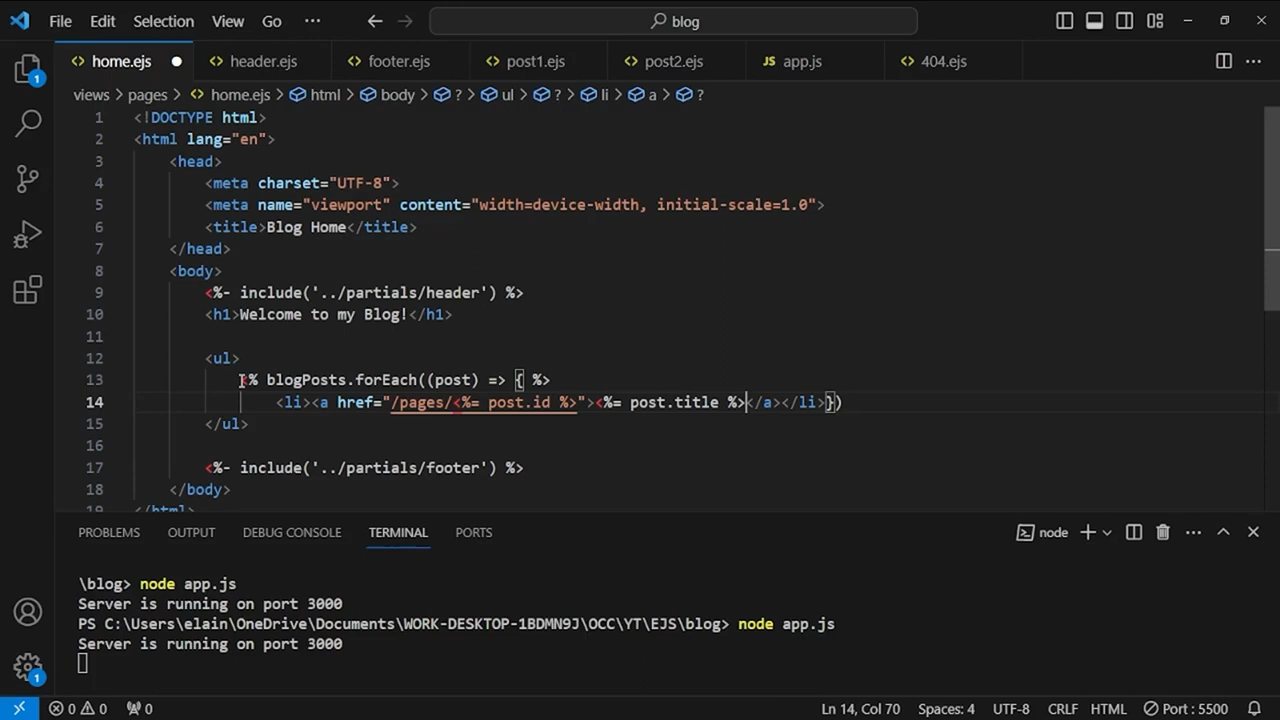 File Edit Selection View Go ··· blog
home.ejs header.ejs footer.ejs post1.ejs post2.ejs JS app.js 404.ejs
views > pages > home.ejs > html > body > ? > ul > ? > li > a > ?
1 <!DOCTYPE html>
2 <html lang="en">
3 <head>
4 <meta charset="UTF-8">
5 <meta name="viewport" content="width=device-width, initial-scale=1.0">
6 <title>Blog Home</title>
7 </head>
8 <body>
9 <%- include('../partials/header') %>
10 <h1>Welcome to my Blog!</h1>
11
12 <ul>
13 <% blogPosts.forEach((post) => { %>
14 <li><a href="/pages/<%= post.id %>"><%= post.title %></a></li>})
15 </ul>
16
17 <%- include('../partials/footer') %>
18 </body>
19 </html>
PROBLEMS OUTPUT DEBUG CONSOLE TERMINAL PORTS node
\blog> node app.js
Server is running on port 3000
PS C:\Users\elain\OneDrive\Documents\WORK-DESKTOP-1BDMN9J\OCC\YT\EJS\blog> node app.js
Server is running on port 3000
0 0 0 Ln 14, Col 70 Spaces: 4 UTF-8 CRLF HTML Port : 5500